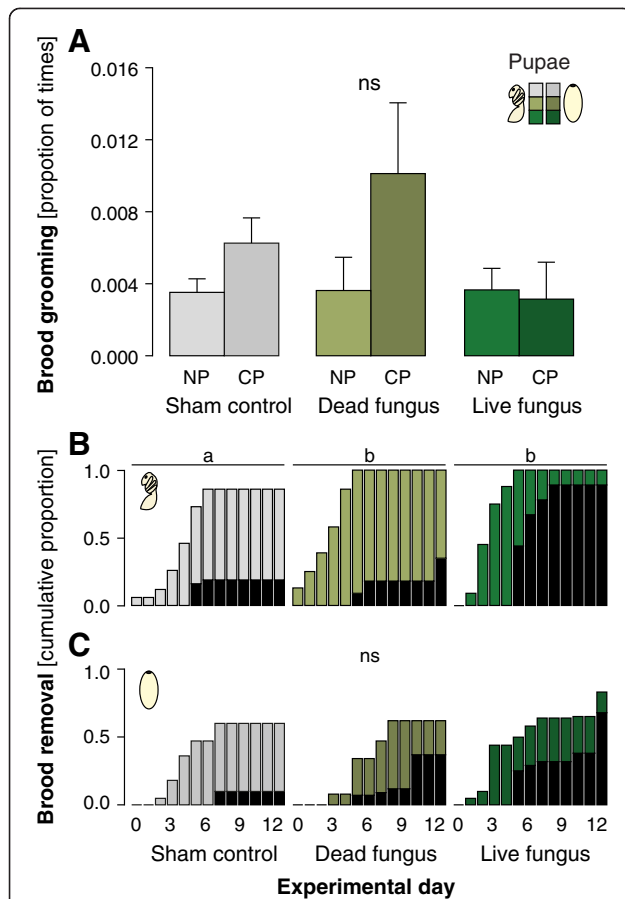 A
Brood grooming [propotion of times]
0.016
0.012
0.008
0.004
0.000
ns
Pupae
NP CP NP CP NP CP
Sham control Dead fungus Live fungus
Brood removal [cumulative proportion]
B
a b b
1.0
0.5
0.0
C
ns
1.0
0.5
0.0
0 3 6 9 12 0 3 6 9 12 0 3 6 9 12
Sham control Dead fungus Live fungus
Experimental day